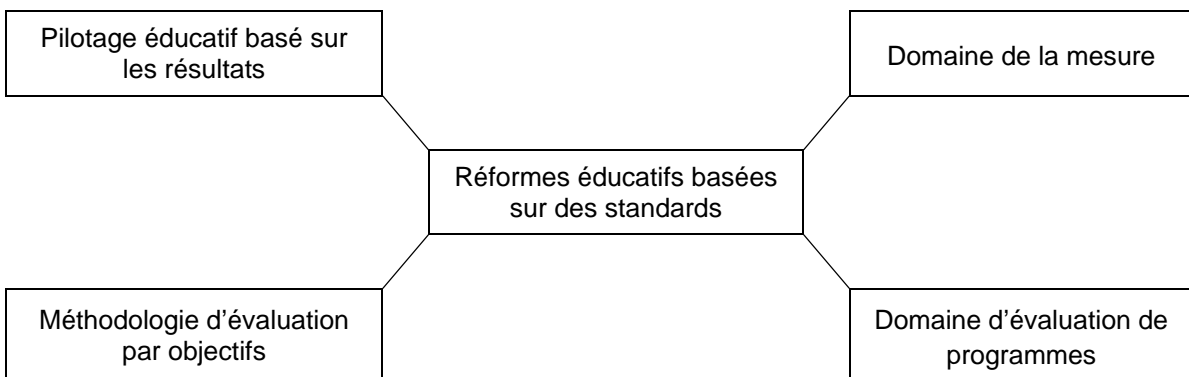 Pilotage éducatif basé sur
les résultats
Domaine de la mesure
Réformes éducatifs basées
sur des standards
Méthodologie d’évaluation
par objectifs
Domaine d’évaluation de
programmes